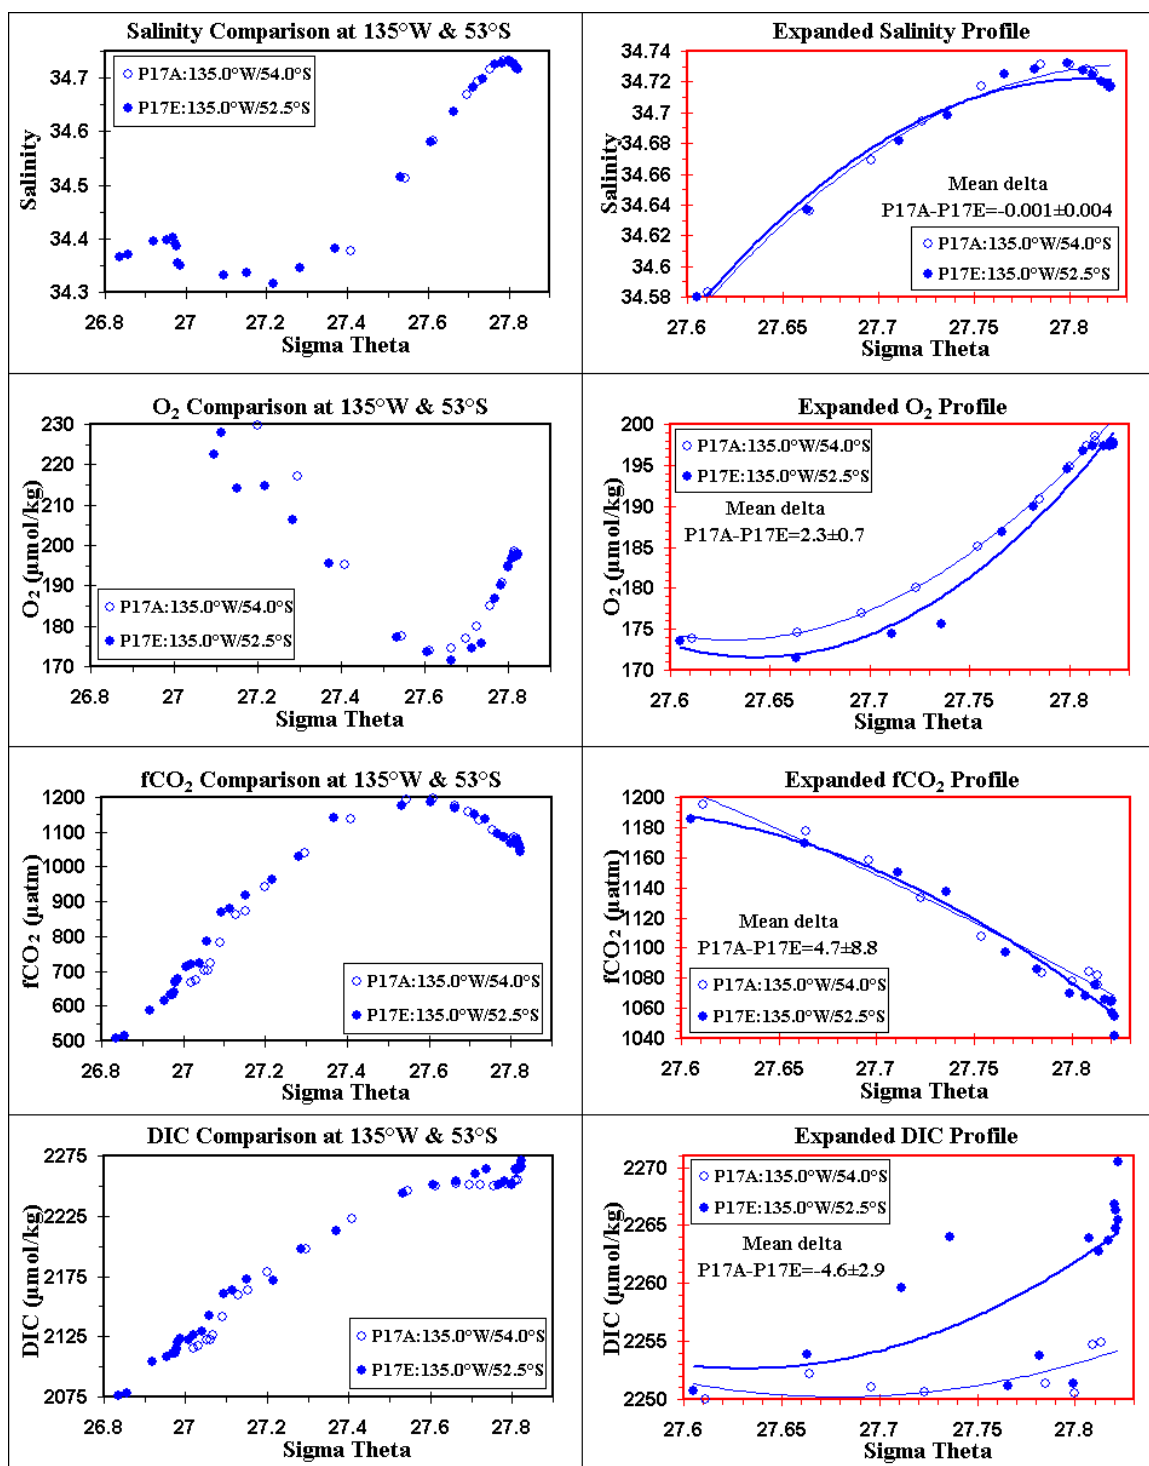 Salinity Comparison at 135°W & 53°S
34.7
34.6
34.5
34.4
34.3
Salinity
P17A:135.0°W/54.0°S
P17E:135.0°W/52.5°S
26.8 27 27.2 27.4 27.6 27.8
Sigma Theta
Expanded Salinity Profile
34.74
34.72
34.7
34.68
34.66
34.64
34.62
34.6
34.58
Salinity
Mean delta
P17A-P17E=-0.001±0.004
P17A:135.0°W/54.0°S
P17E:135.0°W/52.5°S
27.6 27.65 27.7 27.75 27.8
Sigma Theta
O₂ Comparison at 135°W & 53°S
230
220
210
200
190
180
170
O₂ (µmol/kg)
P17A:135.0°W/54.0°S
P17E:135.0°W/52.5°S
26.8 27 27.2 27.4 27.6 27.8
Sigma Theta
Expanded O₂ Profile
200
195
190
185
180
175
170
O₂ (µmol/kg)
P17A:135.0°W/54.0°S
P17E:135.0°W/52.5°S
Mean delta
P17A-P17E=2.3±0.7
27.6 27.65 27.7 27.75 27.8
Sigma Theta
fCO₂ Comparison at 135°W & 53°S
1200
1100
1000
900
800
700
600
500
fCO₂ (µatm)
P17A:135.0°W/54.0°S
P17E:135.0°W/52.5°S
26.8 27 27.2 27.4 27.6 27.8
Sigma Theta
Expanded fCO₂ Profile
1200
1180
1160
1140
1120
1100
1080
1060
1040
fCO₂ (µatm)
Mean delta
P17A-P17E=4.7±8.8
P17A:135.0°W/54.0°S
P17E:135.0°W/52.5°S
27.6 27.65 27.7 27.75 27.8
Sigma Theta
DIC Comparison at 135°W & 53°S
2275
2225
2175
2125
2075
DIC (µmol/kg)
P17A:135.0°W/54.0°S
P17E:135.0°W/52.5°S
26.8 27 27.2 27.4 27.6 27.8
Sigma Theta
Expanded DIC Profile
2270
2265
2260
2255
2250
DIC (µmol/kg)
P17A:135.0°W/54.0°S
P17E:135.0°W/52.5°S
Mean delta
P17A-P17E=-4.6±2.9
27.6 27.65 27.7 27.75 27.8
Sigma Theta